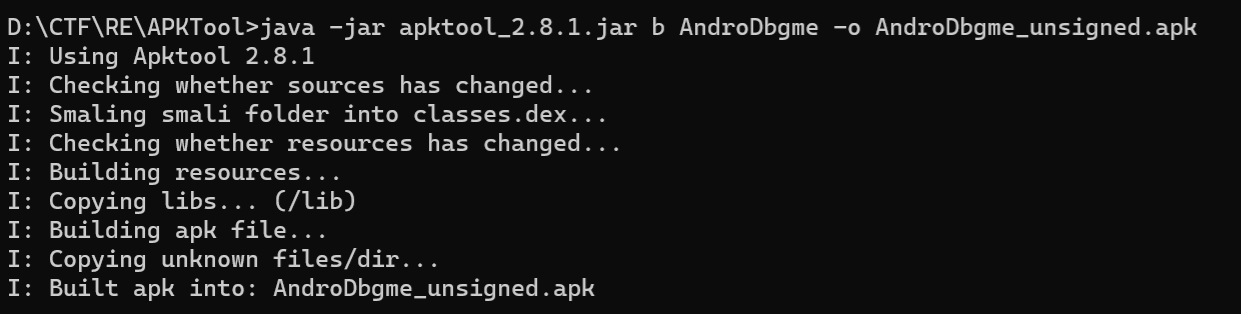 D:\CTF\RE\APKTool>java -jar apktool_2.8.1.jar b AndroDbgme -o AndroDbgme_unsigned.apk
I: Using Apktool 2.8.1
I: Checking whether sources has changed...
I: Smaling smali folder into classes.dex...
I: Checking whether resources has changed...
I: Building resources...
I: Copying libs... (/lib)
I: Building apk file...
I: Copying unknown files/dir...
I: Built apk into: AndroDbgme_unsigned.apk